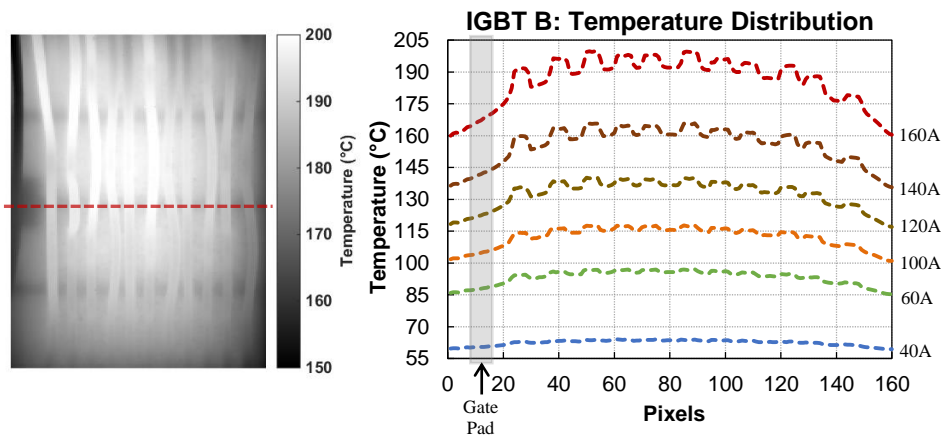 200
190
180
170
160
150
Temperature (°C)
IGBT B: Temperature Distribution
205
190
175
160
145
130
115
100
85
70
55
Temperature (°C)
160A
140A
120A
100A
60A
40A
0 20 40 60 80 100 120 140 160
Gate
Pad
Pixels